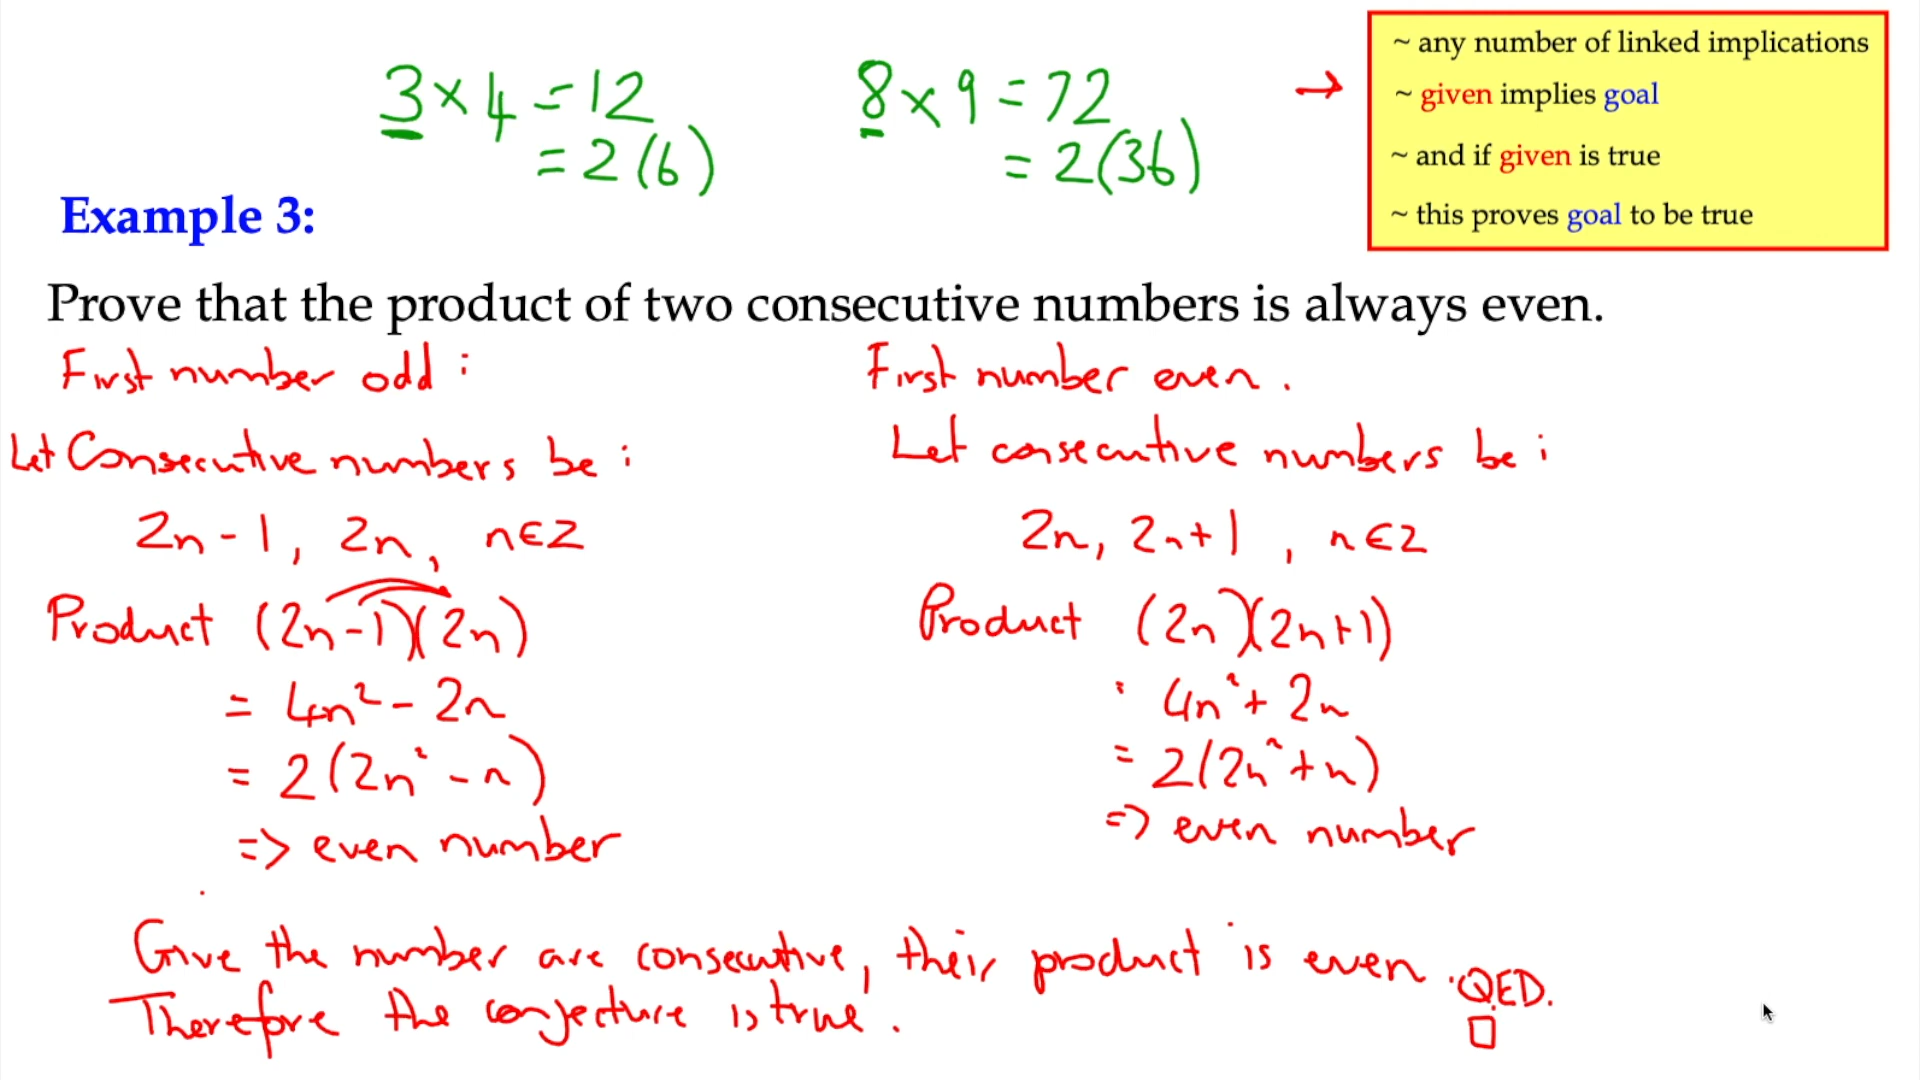 3 × 4 = 12
= 2(6)
8 × 9 = 72
= 2(36)
→
~ any number of linked implications
~ given implies goal
~ and if given is true
~ this proves goal to be true
Example 3:
Prove that the product of two consecutive numbers is always even.
First number odd :
Let Consecutive numbers be :
2n - 1, 2n, n∈Z
Product (2n-1)(2n)
= 4n² - 2n
= 2(2n² - n)
=> even number
First number even.
Let consecutive numbers be :
2n, 2n+1, n∈Z
Product (2n)(2n+1)
= 4n² + 2n
= 2(2n² + n)
=> even number
Give the number are consecutive, their product is even.
Therefore the conjecture is true.
QED.
□